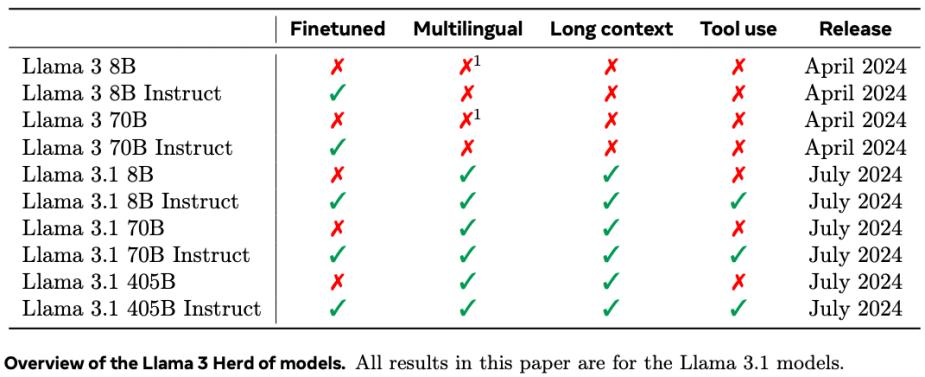 Finetuned Multilingual Long context Tool use Release
Llama 3 8B ✗ ✗¹ ✗ ✗ April 2024
Llama 3 8B Instruct ✓ ✗ ✗ ✗ April 2024
Llama 3 70B ✗ ✗¹ ✗ ✗ April 2024
Llama 3 70B Instruct ✓ ✗ ✗ ✗ April 2024
Llama 3.1 8B ✗ ✓ ✓ ✗ July 2024
Llama 3.1 8B Instruct ✓ ✓ ✓ ✓ July 2024
Llama 3.1 70B ✗ ✓ ✓ ✗ July 2024
Llama 3.1 70B Instruct ✓ ✓ ✓ ✓ July 2024
Llama 3.1 405B ✗ ✓ ✓ ✗ July 2024
Llama 3.1 405B Instruct ✓ ✓ ✓ ✓ July 2024
Overview of the Llama 3 Herd of models. All results in this paper are for the Llama 3.1 models.